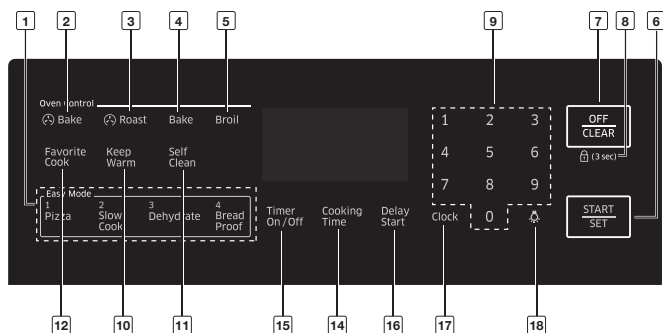 1 2 3 4 5 9 7 8 6
Oven Control
Bake Roast Bake Broil
Favorite Cook Keep Warm Self Clean
Easy Mode
1 Pizza 2 Slow Cook 3 Dehydrate 4 Bread Proof
Timer On/Off Cooking Time Delay Start
1 2 3
4 5 6
7 8 9
Clock 0
OFF
CLEAR
(3 sec)
START
SET
12 10 11 15 14 16 17 18